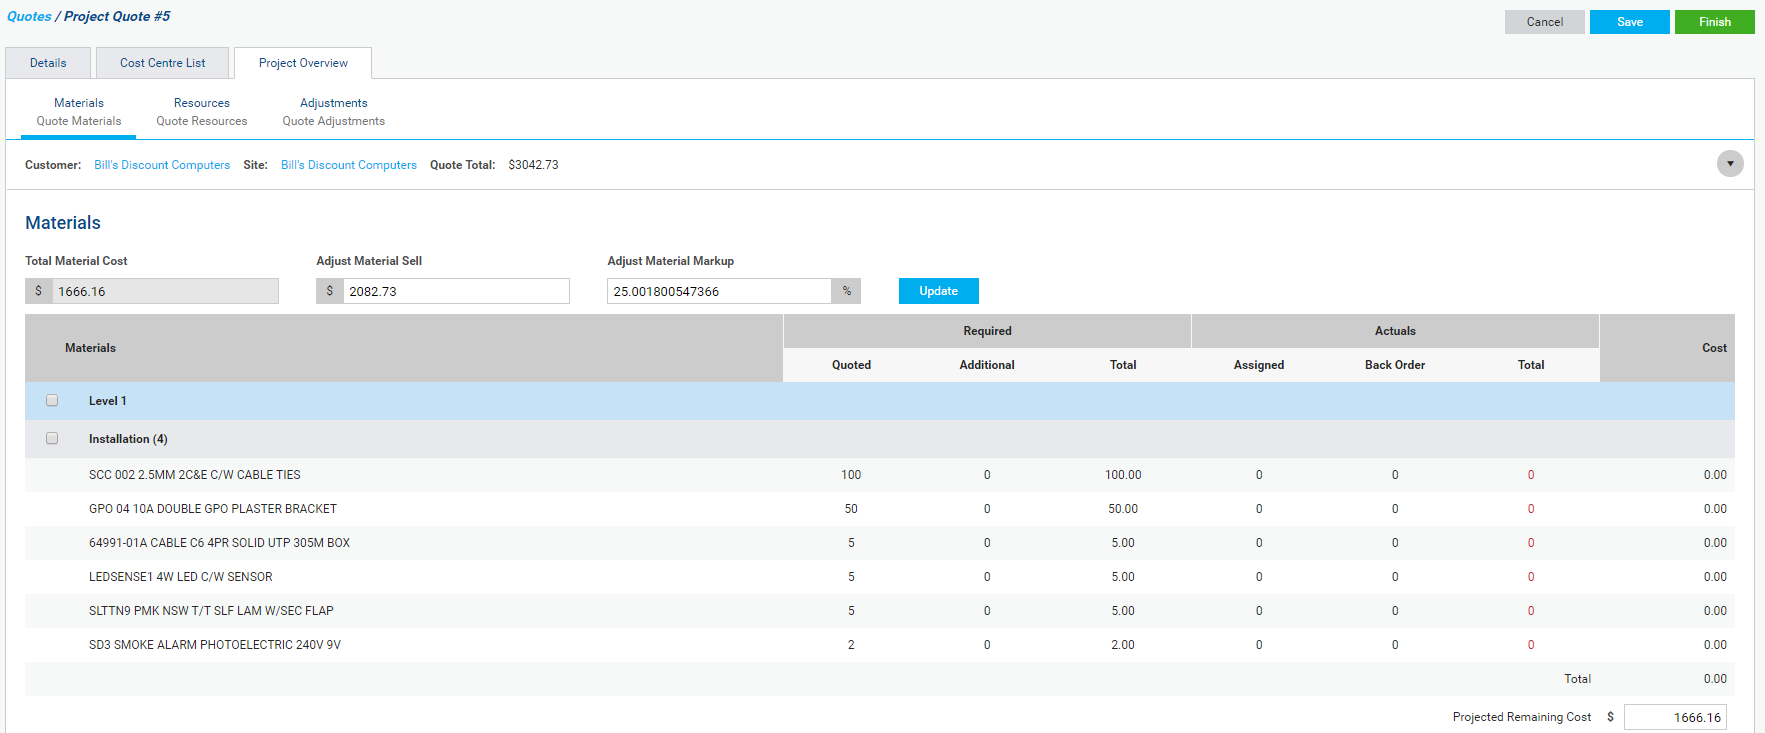 Quotes / Project Quote #5
Cancel Save Finish
Details Cost Centre List Project Overview
Materials Resources Adjustments
Quote Materials Quote Resources Quote Adjustments
Customer: Bill's Discount Computers Site: Bill's Discount Computers Quote Total: $3042.73
Materials
Total Material Cost Adjust Material Sell Adjust Material Markup
$ 1666.16 $ 2082.73 25.001800547366 % Update
Required Actuals
Materials Cost
Quoted Additional Total Assigned Back Order Total
Level 1
Installation (4)
SCC 002 2.5MM 2C&E C/W CABLE TIES 100 0 100.00 0 0 0 0.00
GPO 04 10A DOUBLE GPO PLASTER BRACKET 50 0 50.00 0 0 0 0.00
64991-01A CABLE C6 4PR SOLID UTP 305M BOX 5 0 5.00 0 0 0 0.00
LEDSENSE1 4W LED C/W SENSOR 5 0 5.00 0 0 0 0.00
SLTTN9 PMK NSW T/T SLF LAM W/SEC FLAP 5 0 5.00 0 0 0 0.00
SD3 SMOKE ALARM PHOTOELECTRIC 240V 9V 2 0 2.00 0 0 0 0.00
Total 0.00
Projected Remaining Cost $ 1666.16